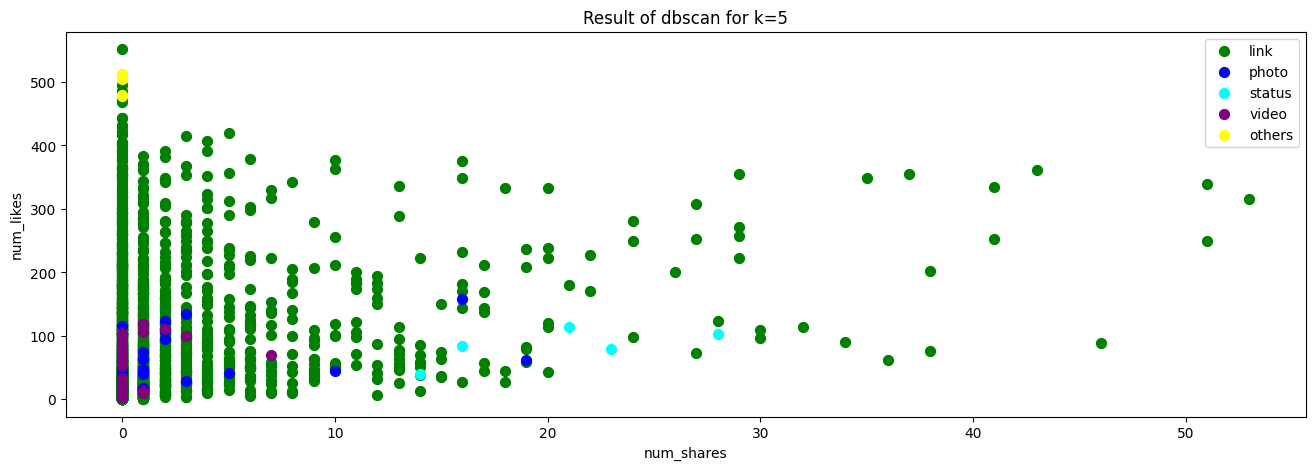 Result of dbscan for k=5
link
photo
status
video
others
500
400
300
200
100
0
num_likes
0 10 20 30 40 50
num_shares